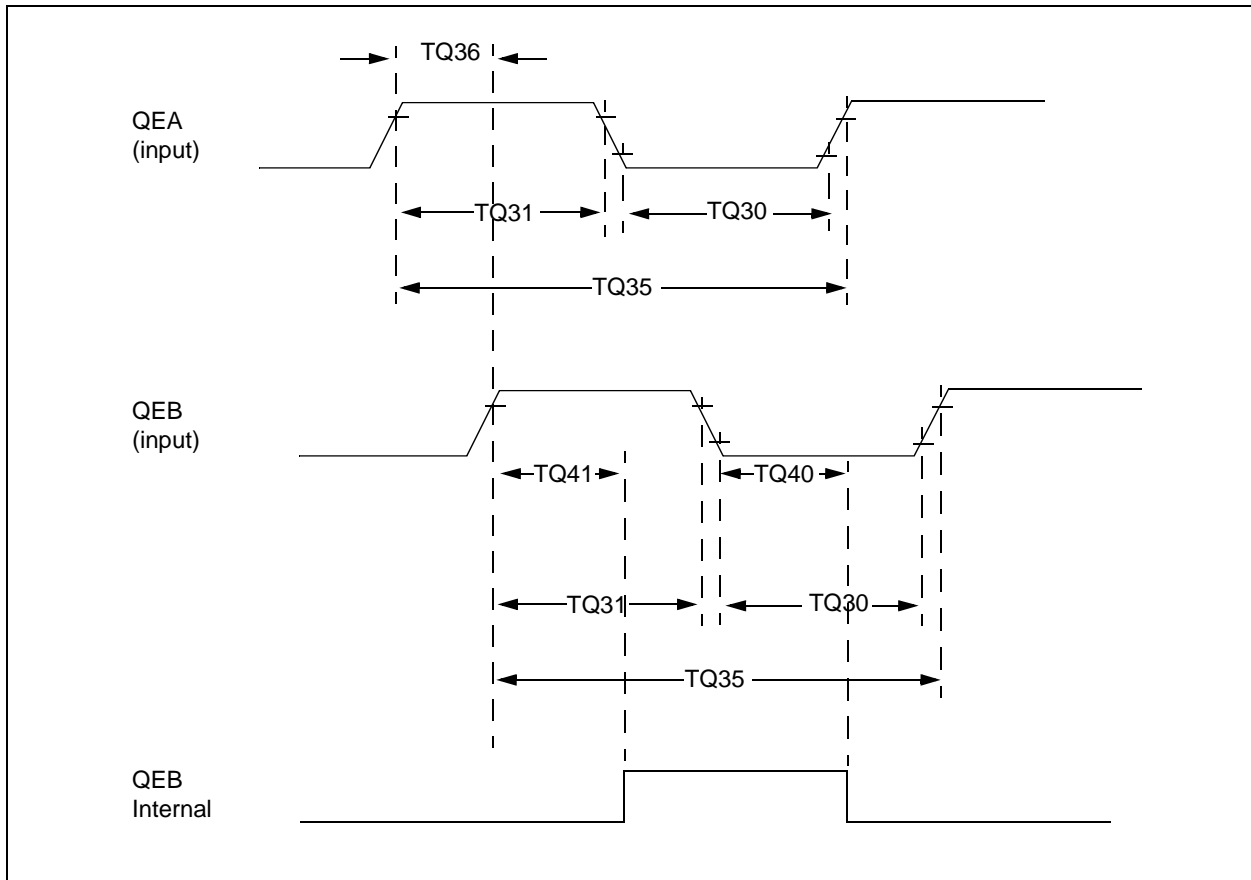 TQ36
QEA
(input)
TQ31
TQ30
TQ35
QEB
(input)
TQ41
TQ40
TQ31
TQ30
TQ35
QEB
Internal